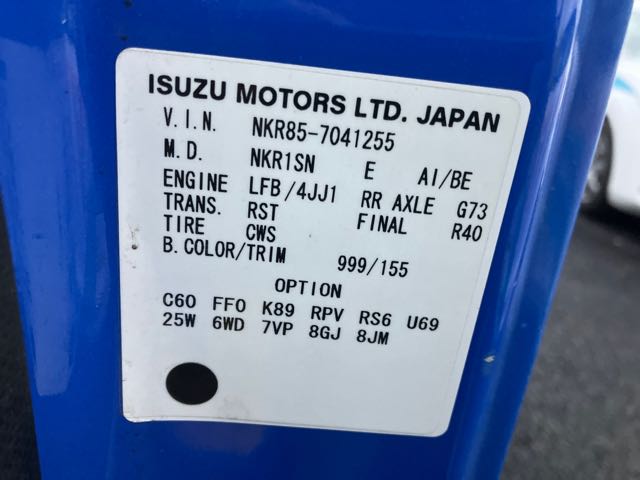 ISUZU MOTORS LTD. JAPAN
V.I.N. NKR85-7041255
M.D. NKR1SN E AI/BE
ENGINE LFB/4JJ1 RR AXLE G73
TRANS. RST FINAL R40
TIRE CWS
B.COLOR/TRIM 999/155
OPTION
C60 FF0 K89 RPV RS6 U69
25W 6WD 7VP 8GJ 8JM